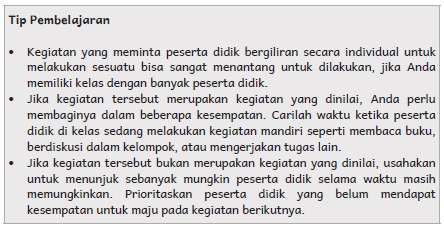 Tip Pembelajaran
• Kegiatan yang meminta peserta didik bergiliran secara individual untuk
melakukan sesuatu bisa sangat menantang untuk dilakukan, jika Anda
memiliki kelas dengan banyak peserta didik.
• Jika kegiatan tersebut merupakan kegiatan yang dinilai, Anda perlu
membaginya dalam beberapa kesempatan. Carilah waktu ketika peserta
didik di kelas sedang melakukan kegiatan mandiri seperti membaca buku,
berdiskusi dalam kelompok, atau mengerjakan tugas lain.
• Jika kegiatan tersebut bukan merupakan kegiatan yang dinilai, usahakan
untuk menunjuk sebanyak mungkin peserta didik selama waktu masih
memungkinkan. Prioritaskan peserta didik yang belum mendapat
kesempatan untuk maju pada kegiatan berikutnya.